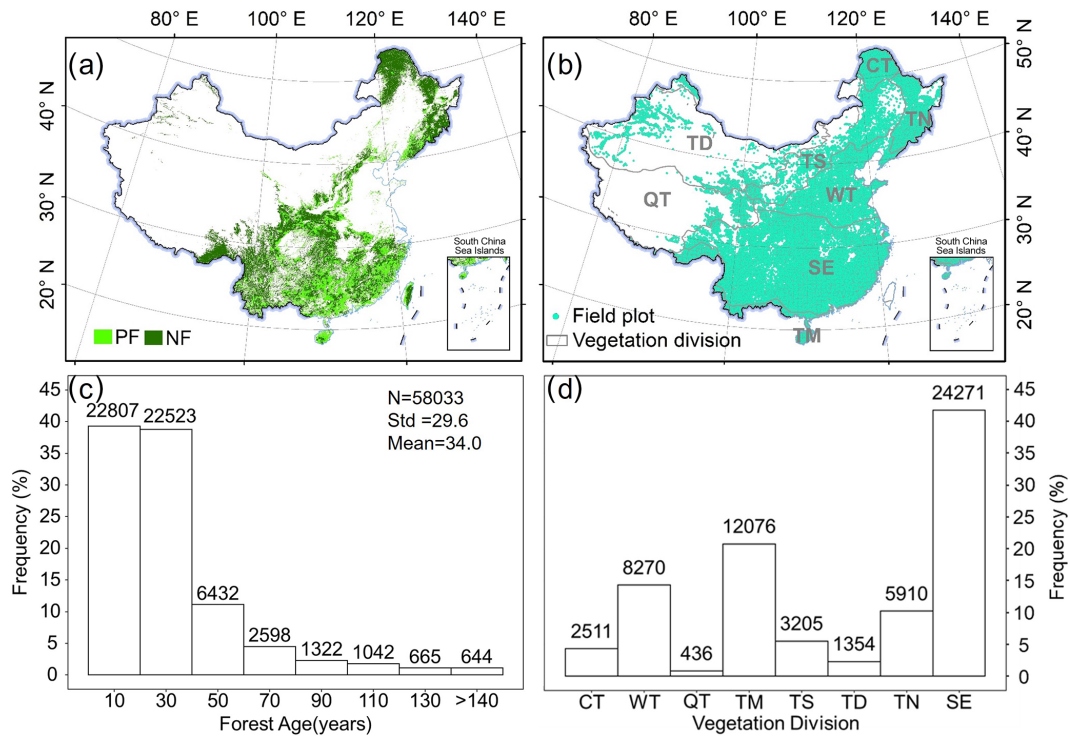 80° E 100° E 120° E 140° E
80° E 100° E 120° E 140° E
(a)
40° N
30° N
20° N
South China
Sea Islands
PF NF
(b)
CT
TN
TD
TS
QT
WT
SE
TM
50° N
40° N
30° N
20° N
South China
Sea Islands
Field plot
Vegetation division
(c)
N=58033
Std =29.6
Mean=34.0
22807 22523 6432 2598 1322 1042 665 644
45
40
35
30
25
20
15
10
5
0
Frequency (%)
10 30 50 70 90 110 130 >140
Forest Age(years)
(d)
2511 8270 436 12076 3205 1354 5910 24271
45
40
35
30
25
20
15
10
5
0
Frequency (%)
CT WT QT TM TS TD TN SE
Vegetation Division